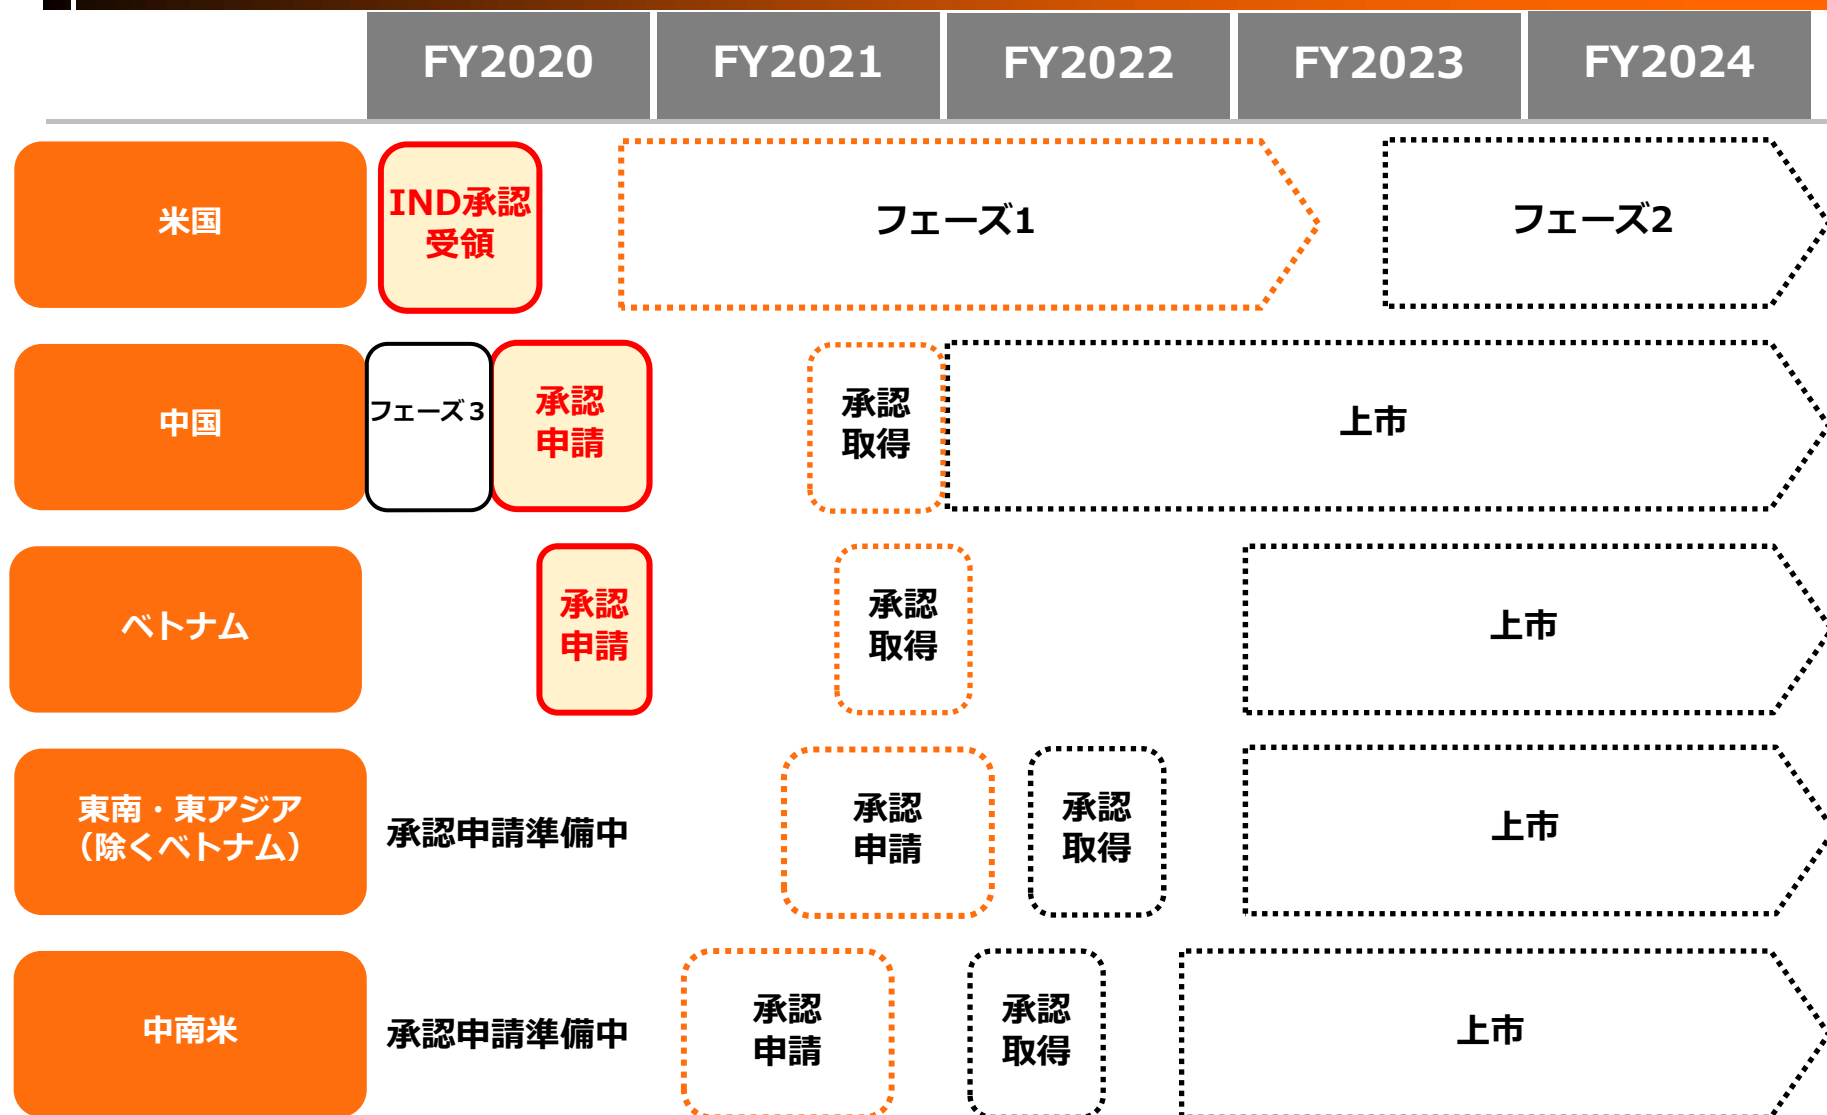 FY2020
FY2021
FY2022
FY2023
FY2024
米国
IND承認
受領
フェーズ1
フェーズ2
中国
フェーズ３
承認
申請
承認
取得
上市
ベトナム
承認
申請
承認
取得
上市
東南・東アジア
（除くベトナム）
承認申請準備中
承認
申請
承認
取得
上市
中南米
承認申請準備中
承認
申請
承認
取得
上市